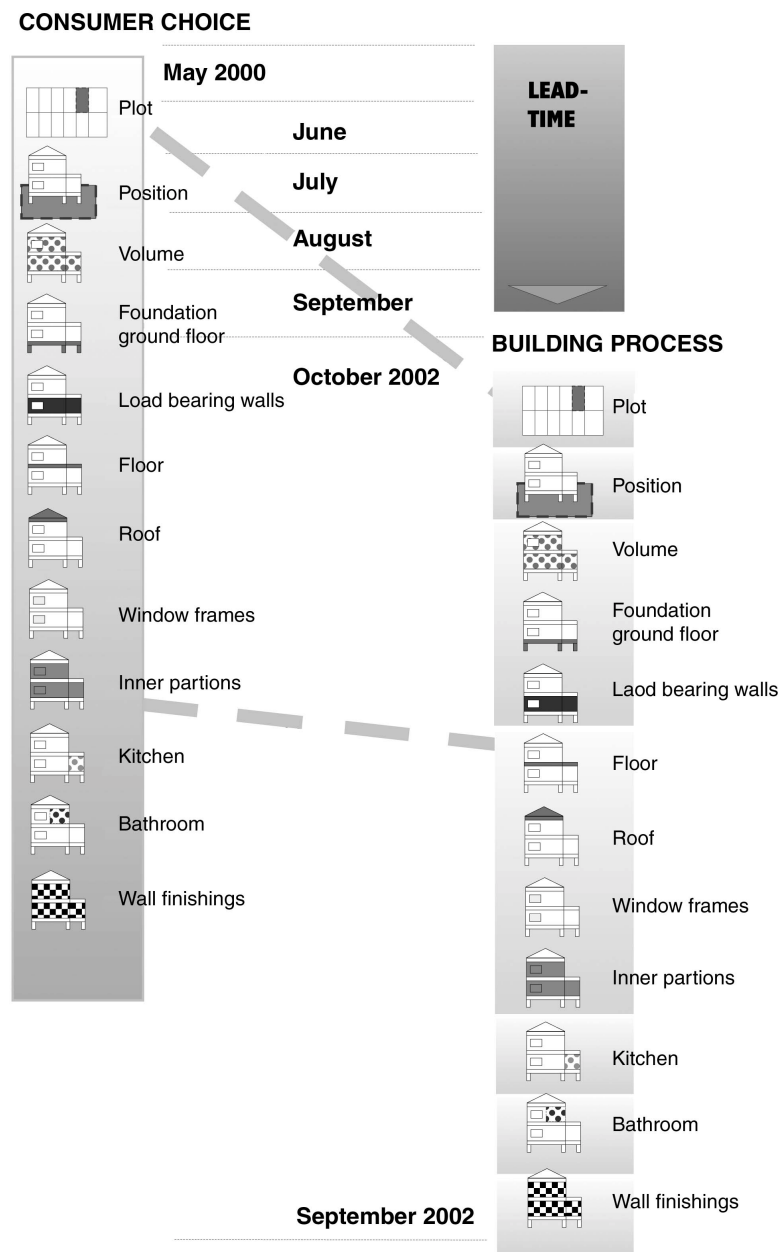 CONSUMER CHOICE
Plot
Position
Volume
Foundation
ground floor
Load bearing walls
Floor
Roof
Window frames
Inner partions
Kitchen
Bathroom
Wall finishings
May 2000
June
July
August
September
October 2002
September 2002
LEAD-
TIME
BUILDING PROCESS
Plot
Position
Volume
Foundation
ground floor
Laod bearing walls
Floor
Roof
Window frames
Inner partions
Kitchen
Bathroom
Wall finishings